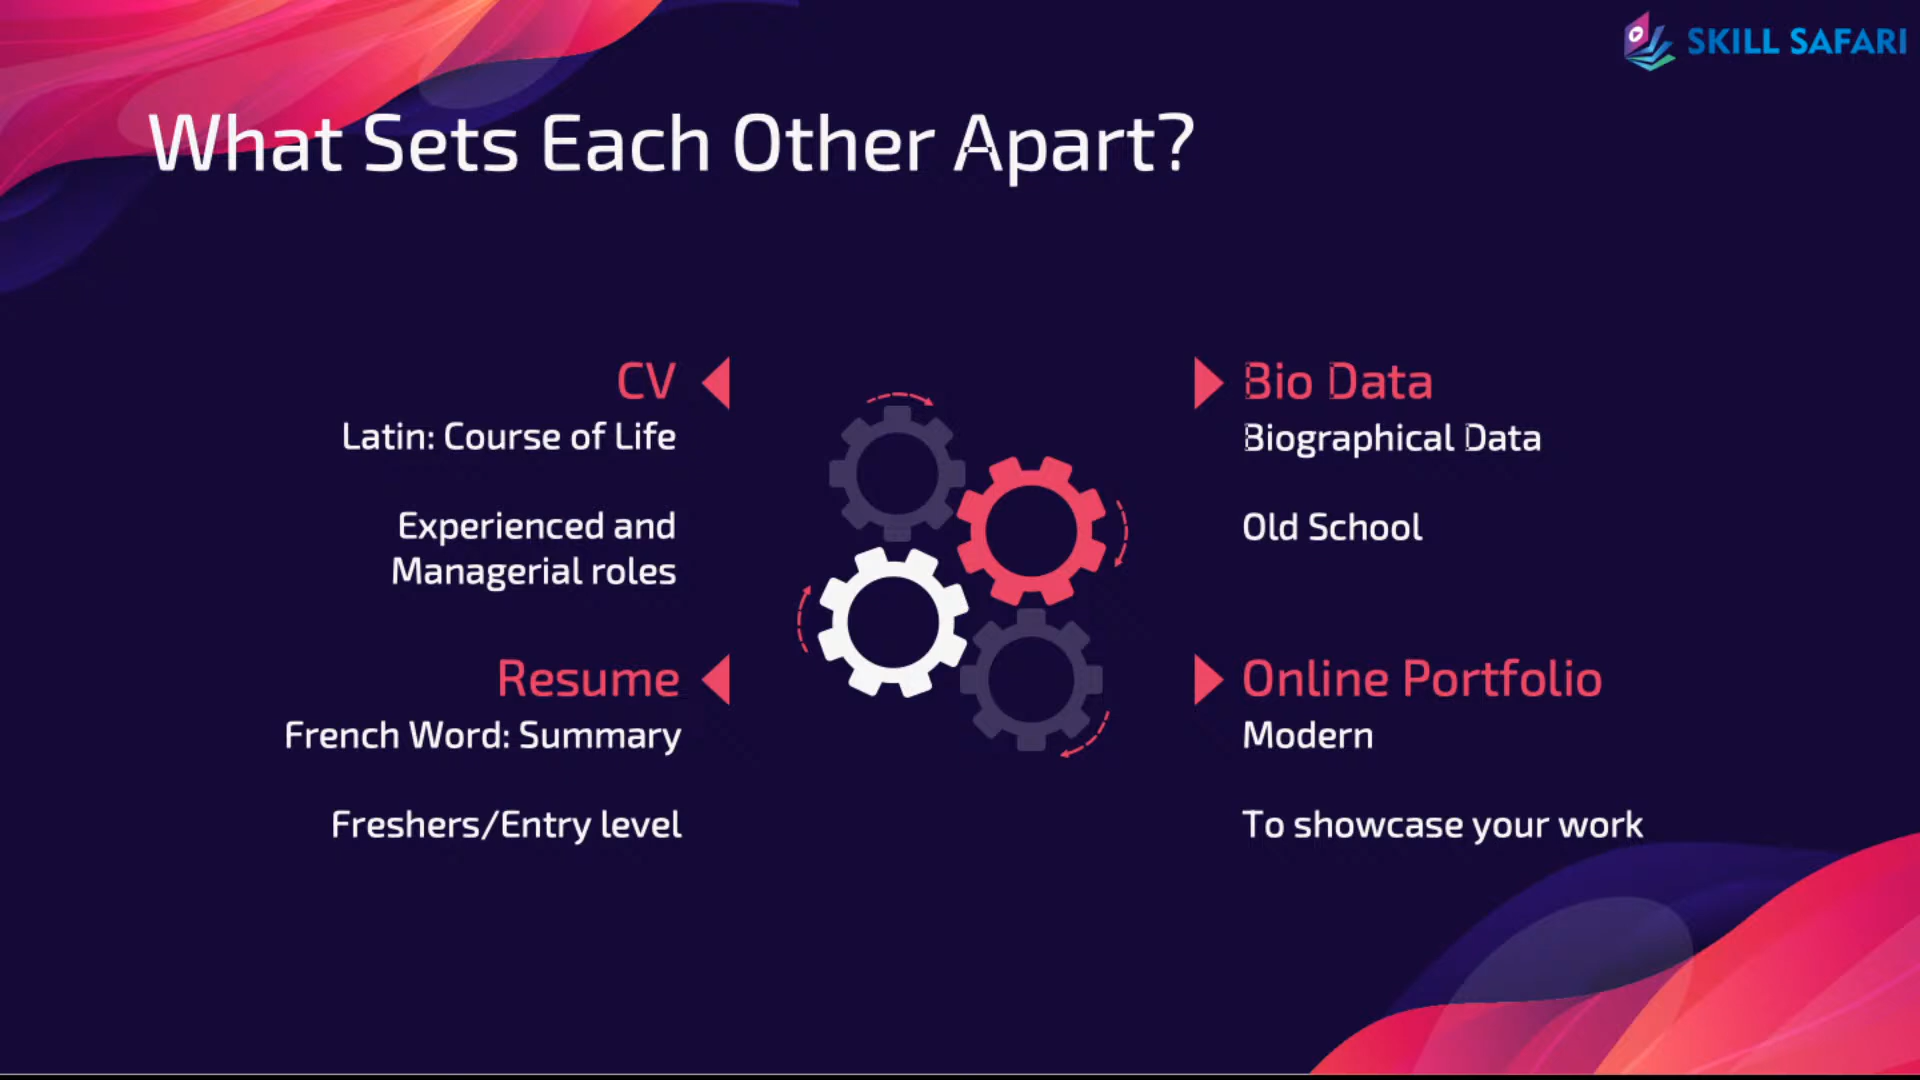 SKILL SAFARI
What Sets Each Other Apart?
CV
Latin: Course of Life
Experienced and
Managerial roles
Bio Data
Biographical Data
Old School
Resume
French Word: Summary
Freshers/Entry level
Online Portfolio
Modern
To showcase your work